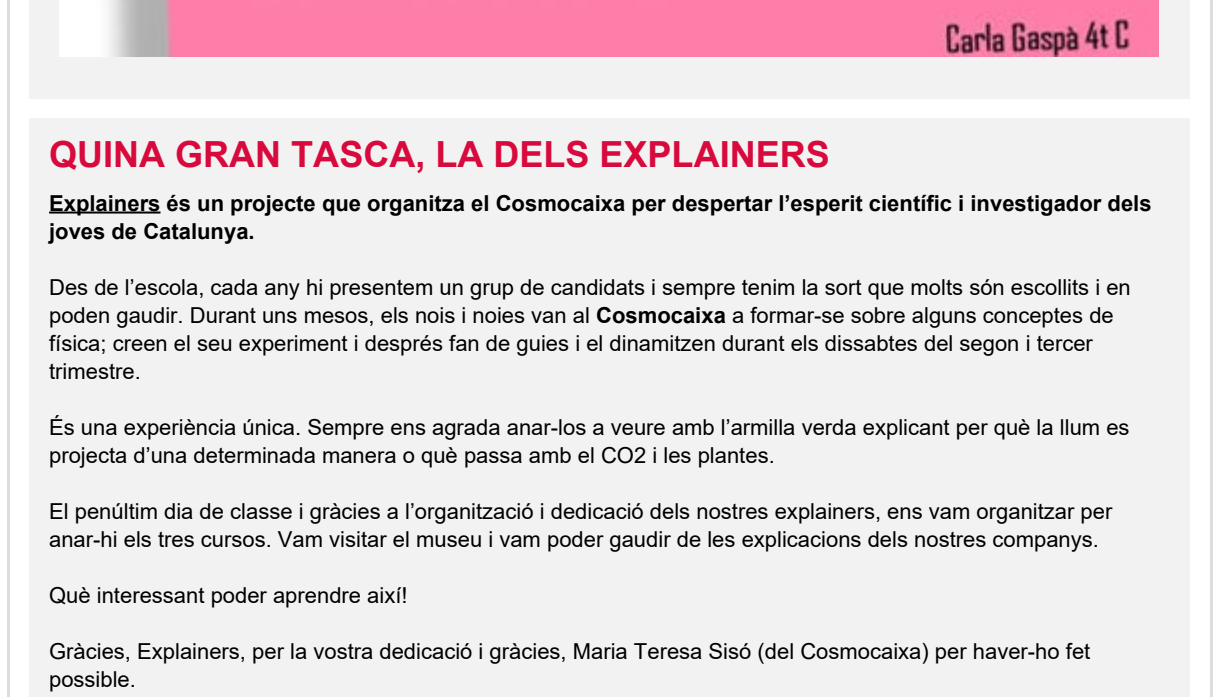 Carla Gaspà 4t C
QUINA GRAN TASCA, LA DELS EXPLAINERS
Explainers és un projecte que organitza el Cosmocaixa per despertar l’esperit científic i investigador dels
joves de Catalunya.
Des de l’escola, cada any hi presentem un grup de candidats i sempre tenim la sort que molts són escollits i en
poden gaudir. Durant uns mesos, els nois i noies van al Cosmocaixa a formar-se sobre alguns conceptes de
física; creen el seu experiment i després fan de guies i el dinamitzen durant els dissabtes del segon i tercer
trimestre.
És una experiència única. Sempre ens agrada anar-los a veure amb l’armilla verda explicant per què la llum es
projecta d’una determinada manera o què passa amb el CO2 i les plantes.
El penúltim dia de classe i gràcies a l’organització i dedicació dels nostres explainers, ens vam organitzar per
anar-hi els tres cursos. Vam visitar el museu i vam poder gaudir de les explicacions dels nostres companys.
Què interessant poder aprendre així!
Gràcies, Explainers, per la vostra dedicació i gràcies, Maria Teresa Sisó (del Cosmocaixa) per haver-ho fet
possible.